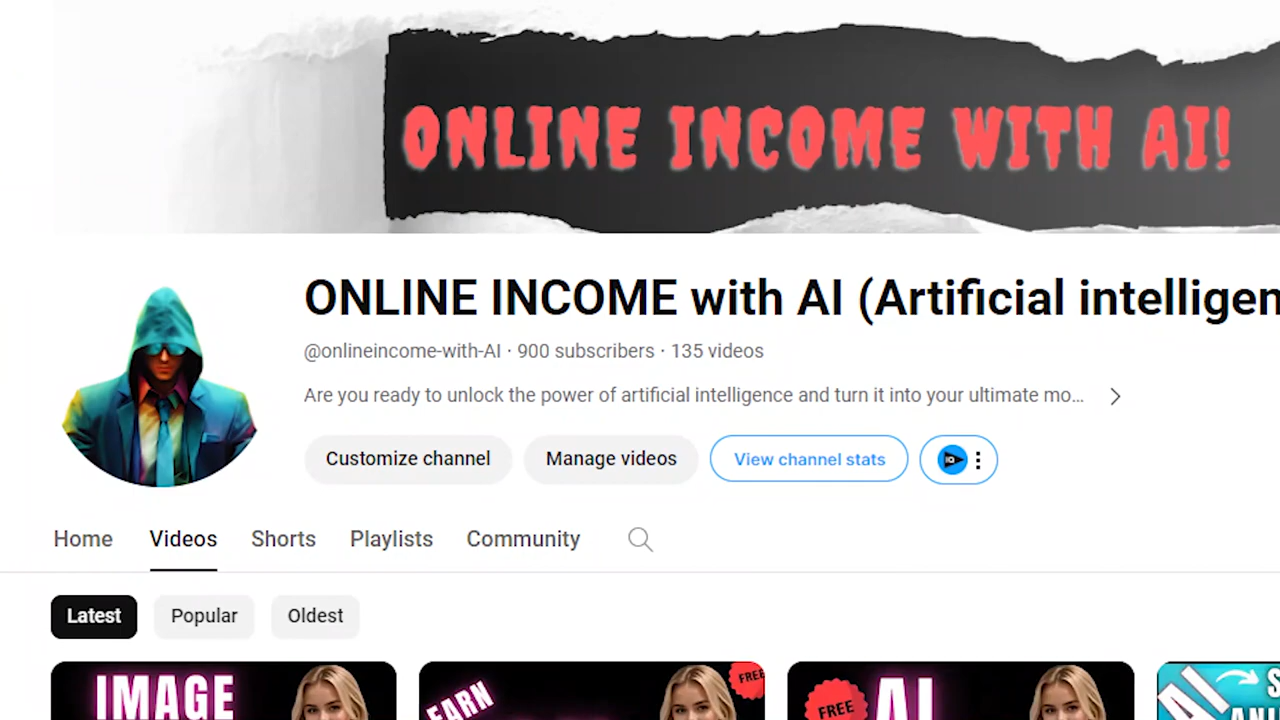 ONLINE INCOME WITH AI!
ONLINE INCOME with AI (Artificial intelligen
@onlineincome-with-AI · 900 subscribers · 135 videos
Are you ready to unlock the power of artificial intelligence and turn it into your ultimate mo...
Customize channel Manage videos View channel stats IQ
Home Videos Shorts Playlists Community
Latest Popular Oldest
IMAGE EARN FREE FREE AI AI